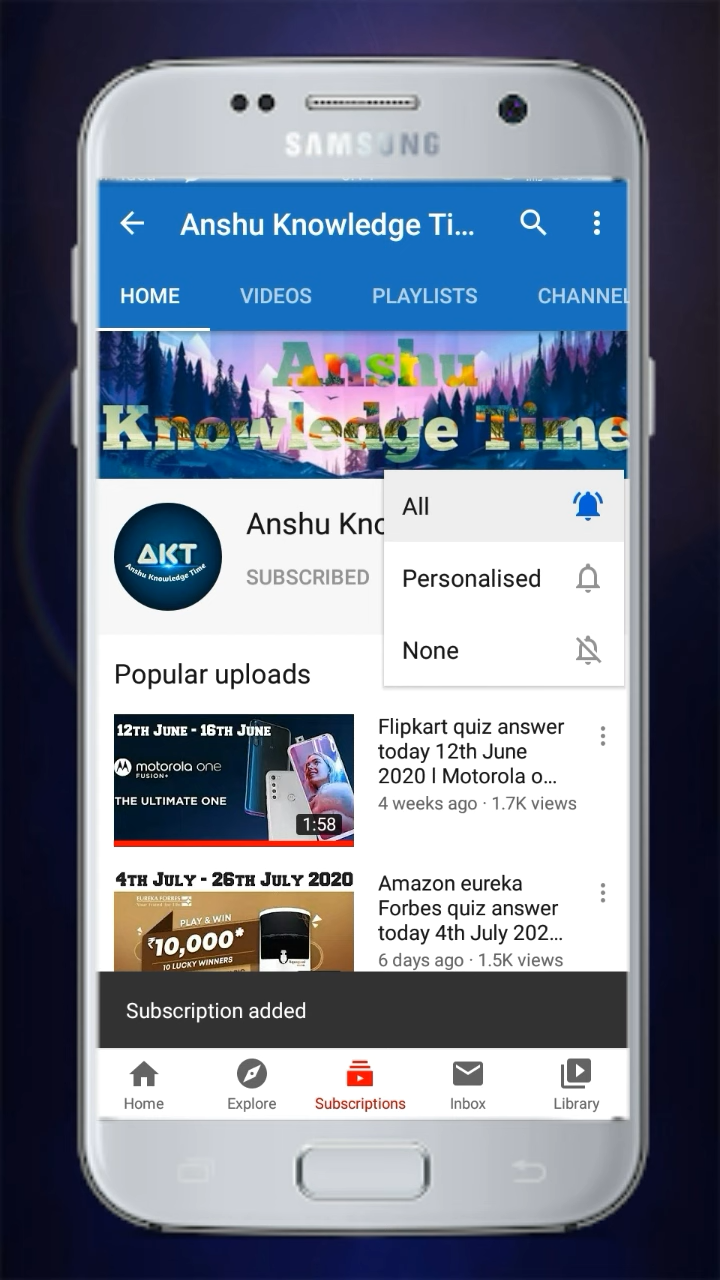 SAMSUNG
Anshu Knowledge Ti...
HOME VIDEOS PLAYLISTS CHANNEL
Anshu
Knowledge Time
All
Anshu Kno
AKT
Anshu Knowledge Time
SUBSCRIBED
Personalised
None
Popular uploads
12TH JUNE - 16TH JUNE
motorola one
FUSION+
THE ULTIMATE ONE
1:58
Flipkart quiz answer
today 12th June
2020 l Motorola o...
4 weeks ago · 1.7K views
4TH JULY - 26TH JULY 2020
EUREKA FORBES
PLAY & WIN
₹10,000*
10 LUCKY WINNERS
Amazon eureka
Forbes quiz answer
today 4th July 202...
6 days ago · 1.5K views
Subscription added
Home Explore Subscriptions Inbox Library